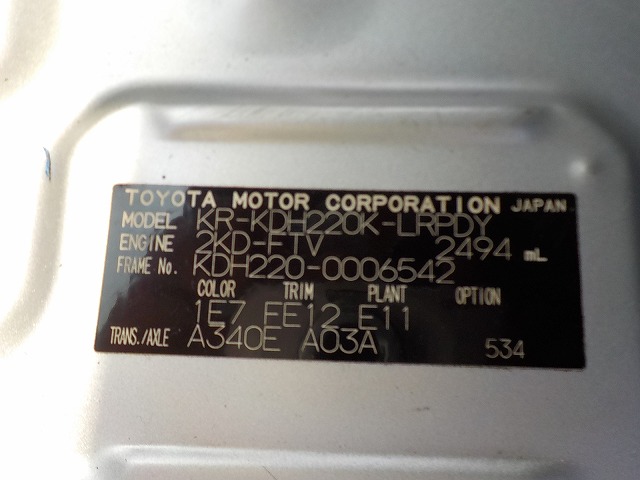 TOYOTA MOTOR CORPORATION JAPAN
MODEL KR-KDH220K-LRPDY
ENGINE 2KD-FTV 2494 mL
FRAME No. KDH220-0006542
COLOR TRIM PLANT OPTION
1E7 FE12 E11
TRANS./AXLE A340E A03A 534